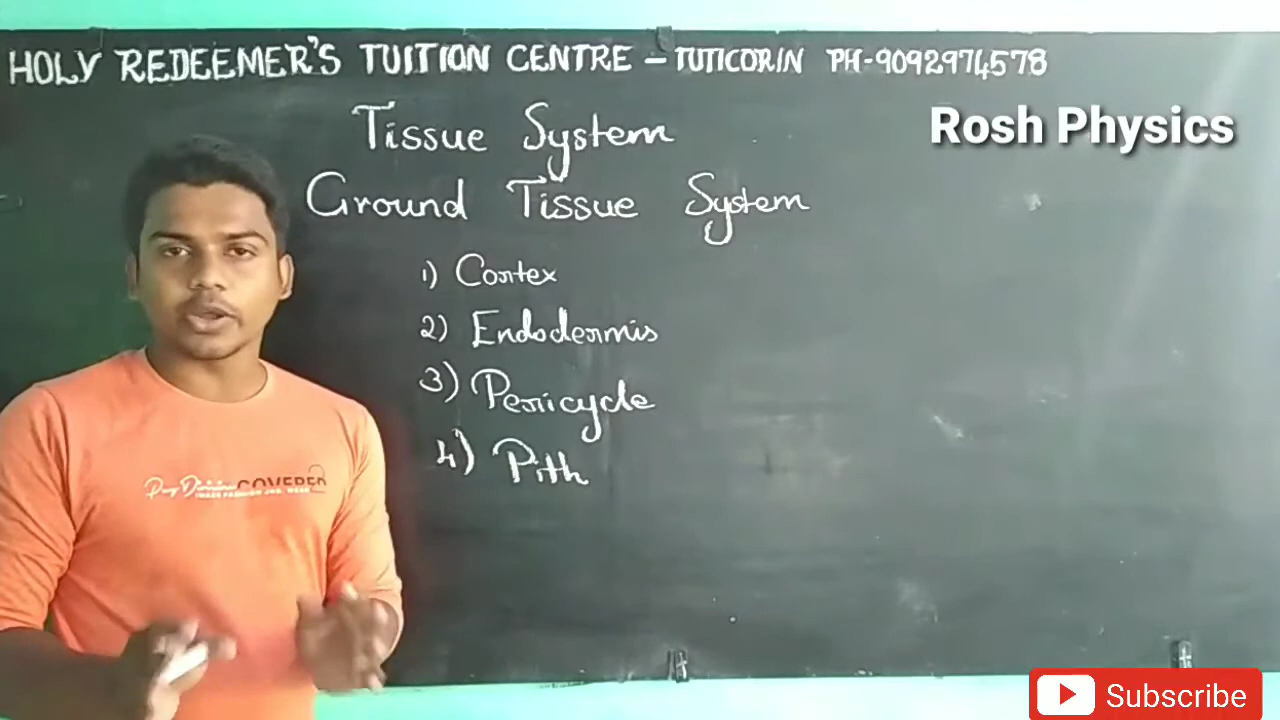 HOLY REDEEMER'S TUITION CENTRE – TUTICORIN PH-9092974578
Rosh Physics
Tissue System
Ground Tissue System
1) Cortex
2) Endodermis
3) Pericycle
4) Pith
COVERED
Subscribe